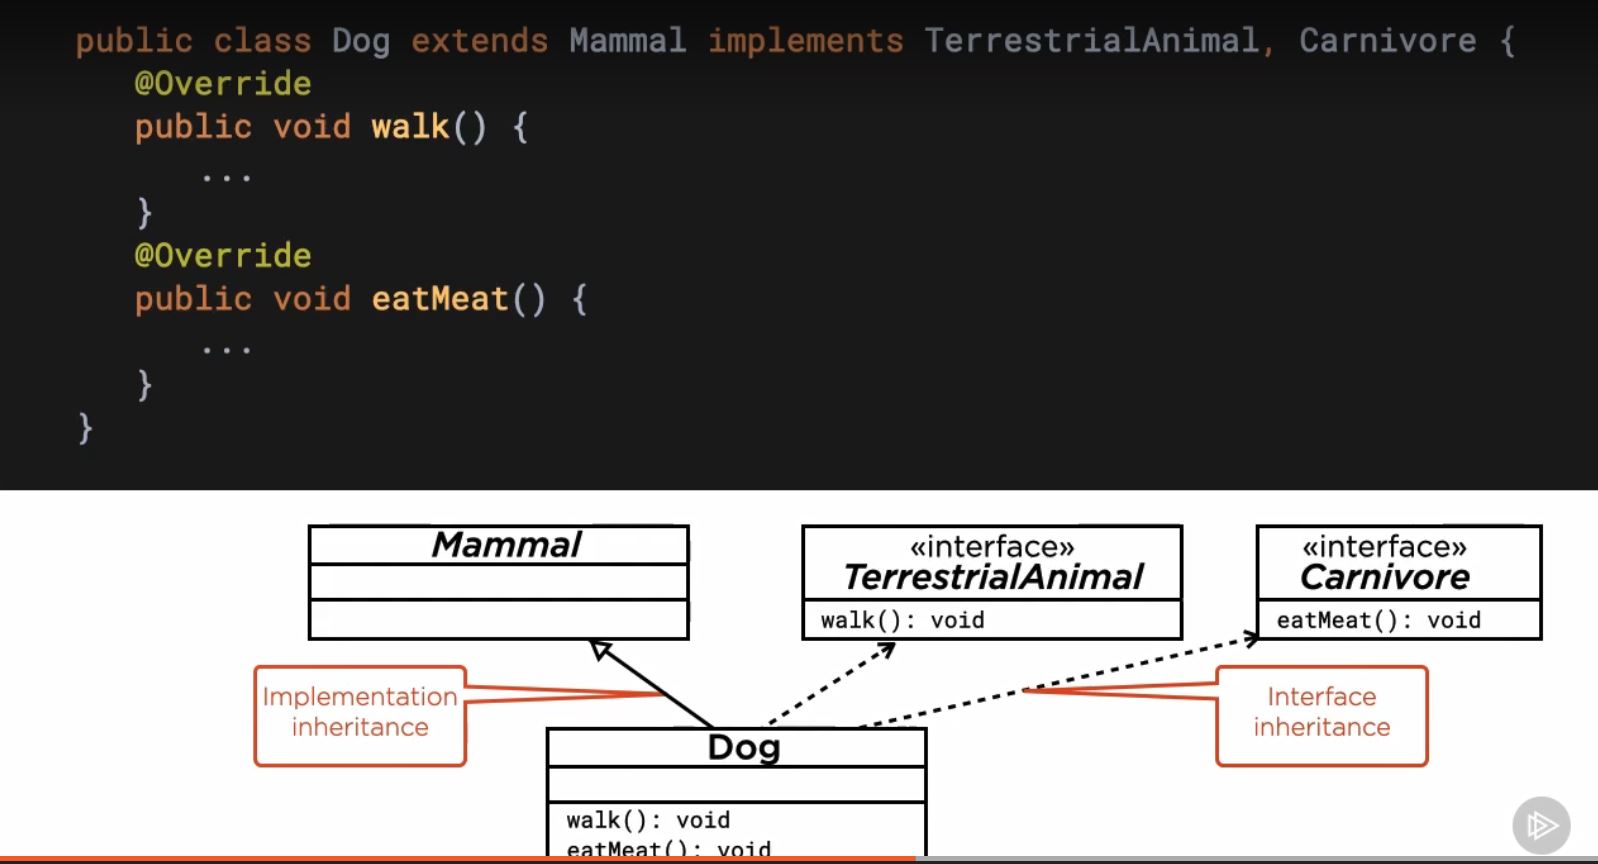 public class Dog extends Mammal implements TerrestrialAnimal, Carnivore {
@Override
public void walk() {
...
}
@Override
public void eatMeat() {
...
}
}
Mammal
«interface»
TerrestrialAnimal
walk(): void
«interface»
Carnivore
eatMeat(): void
Implementation
inheritance
Interface
inheritance
Dog
walk(): void
eatMeat(): void